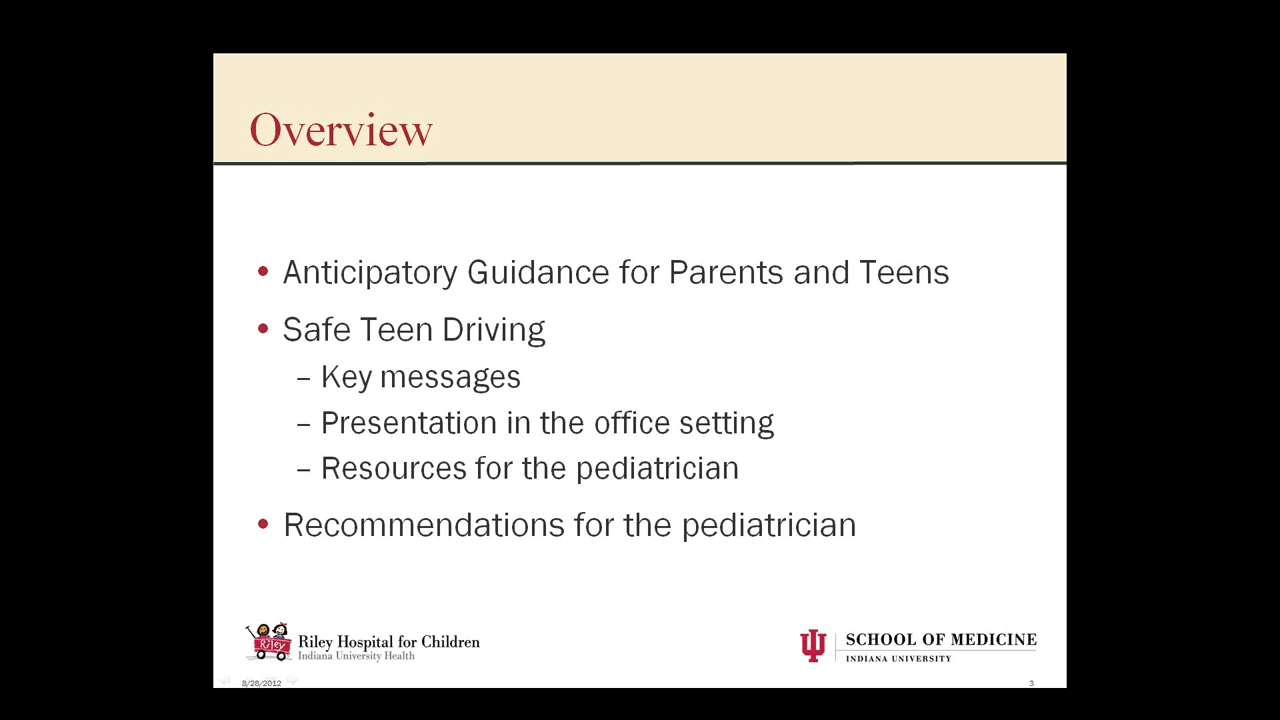 Overview
• Anticipatory Guidance for Parents and Teens
• Safe Teen Driving
– Key messages
– Presentation in the office setting
– Resources for the pediatrician
• Recommendations for the pediatrician
Riley
Riley Hospital for Children
Indiana University Health
SCHOOL OF MEDICINE
INDIANA UNIVERSITY
8/28/2012
3